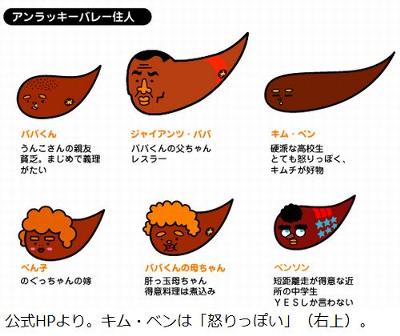 アンラッキーバレー住人
ババくん
うんこさんの親友
貧乏。まじめで義理
がたい
ジャイアンツ・ババ
ババくんの父ちゃん
レスラー
キム・ベン
硬派な高校生
とても怒りっぽく、
キムチが好物
べん子
のぐっちゃんの嫁
ババくんの母ちゃん
肝っ玉母ちゃん
得意料理は煮込み
ベンソン
短距離走が得意な近
所の中学生
YESしか言わない
公式HPより。キム・ベンは「怒りっぽい」（右上）。